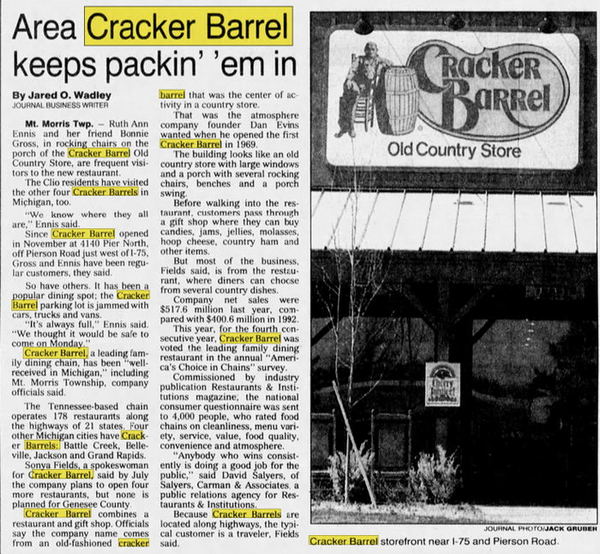 Area Cracker Barrel
keeps packin' 'em in
By Jared O. Wadley
JOURNAL BUSINESS WRITER
Mt. Morris Twp. – Ruth Ann
Ennis and her friend Bonnie
Gross, in rocking chairs on the
porch of the Cracker Barrel Old
Country Store, are frequent visi-
tors to the new restaurant.
The Clio residents have visited
the other four Cracker Barrels in
Michigan, too.
"We know where they all
are," Ennis said.
Since Cracker Barrel opened
in November at 4140 Pier North,
off Pierson Road just west of I-75,
Gross and Ennis have been regu-
lar customers, they said.
So have others. It has been a
popular dining spot; the Cracker
Barrel parking lot is jammed with
cars, trucks and vans.
"It's always full," Ennis said.
"We thought it would be safe to
come on Monday."
Cracker Barrel, a leading fam-
ily dining chain, has been "well-
received in Michigan," including
Mt. Morris Township, company
officials said.
The Tennessee-based chain
operates 178 restaurants along
the highways of 21 states. Four
other Michigan cities have Crack-
er Barrels: Battle Creek, Belle-
ville, Jackson and Grand Rapids.
Sonya Fields, a spokeswoman
for Cracker Barrel, said by July
the company plans to open four
more restaurants, but none is
planned for Genesee County.
Cracker Barrel combines a
restaurant and gift shop. Officials
say the company name comes
from an old-fashioned cracker
barrel that was the center of ac-
tivity in a country store.
That was the atmosphere
company founder Dan Evins
wanted when he opened the first
Cracker Barrel in 1969.
The building looks like an old
country store with large windows
and a porch with several rocking
chairs, benches and a porch
swing.
Before walking into the res-
taurant, customers pass through
a gift shop where they can buy
candies, jams, jellies, molasses,
hoop cheese, country ham and
other items.
But most of the business,
Fields said, is from the restau-
rant, where diners can choose
from several country dishes.
Company net sales were
$517.6 million last year, com-
pared with $400.6 million in 1992.
This year, for the fourth con-
secutive year, Cracker Barrel was
voted the leading family dining
restaurant in the annual "Ameri-
ca's Choice in Chains" survey.
Commissioned by industry
publication Restaurants & Insti-
tutions magazine, the national
consumer questionnaire was sent
to 4,000 people, who rated food
chains on cleanliness, menu vari-
ety, service, value, food quality,
convenience and atmosphere.
"Anybody who wins consist-
ently is doing a good job for the
public," said David Salyers, of
Salyers, Carman & Associates, a
public relations agency for Res-
taurants & Institutions.
Because Cracker Barrels are
located along highways, the typi-
cal customer is a traveler, Fields
said.
Cracker
Barrel
Old Country Store
JOURNAL PHOTO/JACK GRUBER
Cracker Barrel storefront near I-75 and Pierson Road.